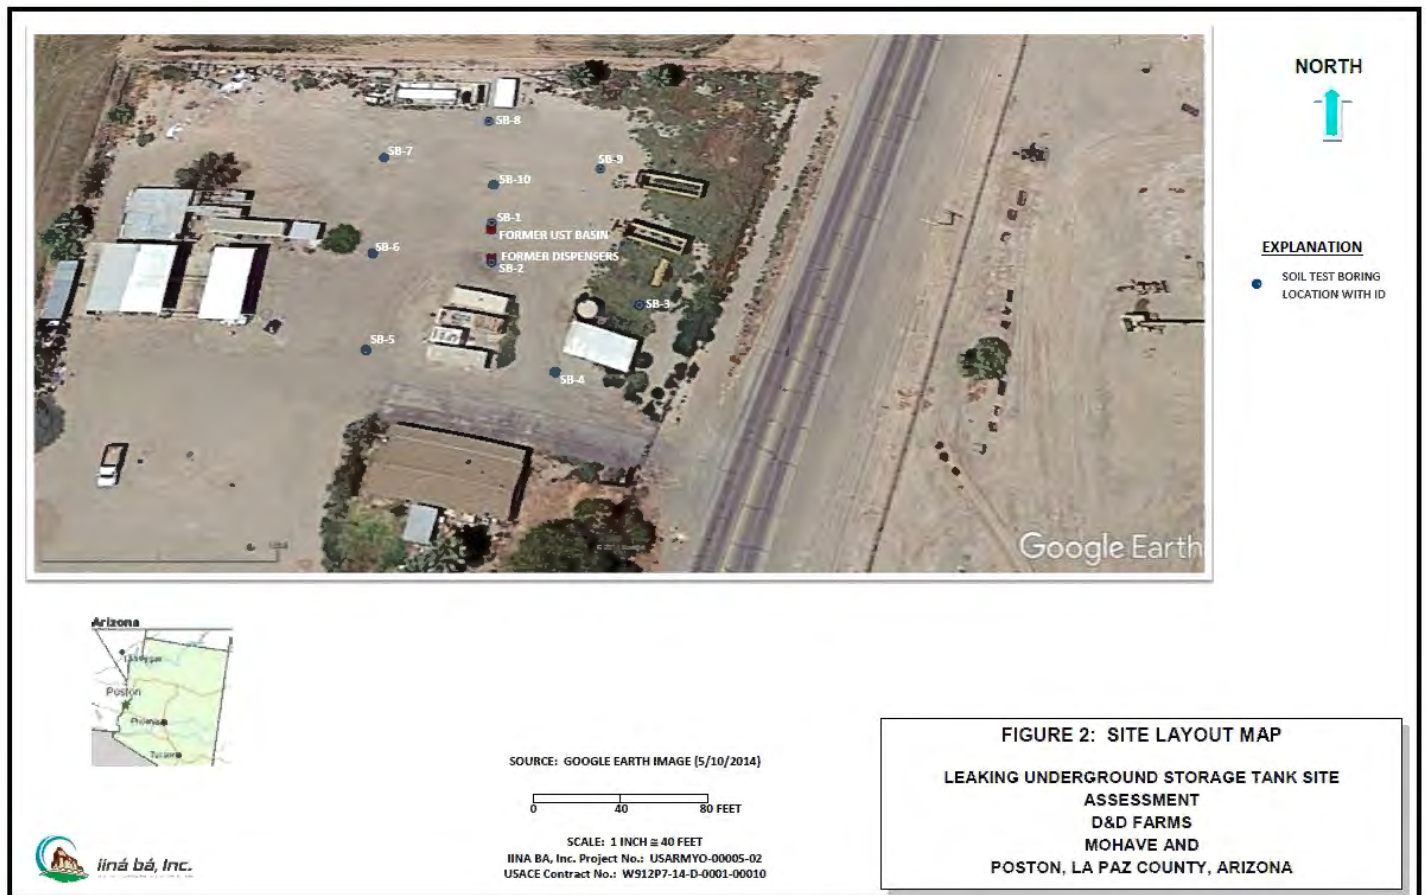 NORTH
SB-8
SB-7
SB-9
SB-10
SB-1
FORMER UST BASIN
SB-6
FORMER DISPENSERS
SB-2
SB-3
SB-5
SB-4
EXPLANATION
SOIL TEST BORING
LOCATION WITH ID
Google Earth
Arizona
Poston
FIGURE 2: SITE LAYOUT MAP
LEAKING UNDERGROUND STORAGE TANK SITE
ASSESSMENT
D&D FARMS
MOHAVE AND
POSTON, LA PAZ COUNTY, ARIZONA
SOURCE: GOOGLE EARTH IMAGE (5/10/2014)
0 40 80 FEET
SCALE: 1 INCH ≅ 40 FEET
IINA BA, Inc. Project No.: USARMYO-00005-02
USACE Contract No.: W912P7-14-D-0001-00010
iiná bá, Inc.